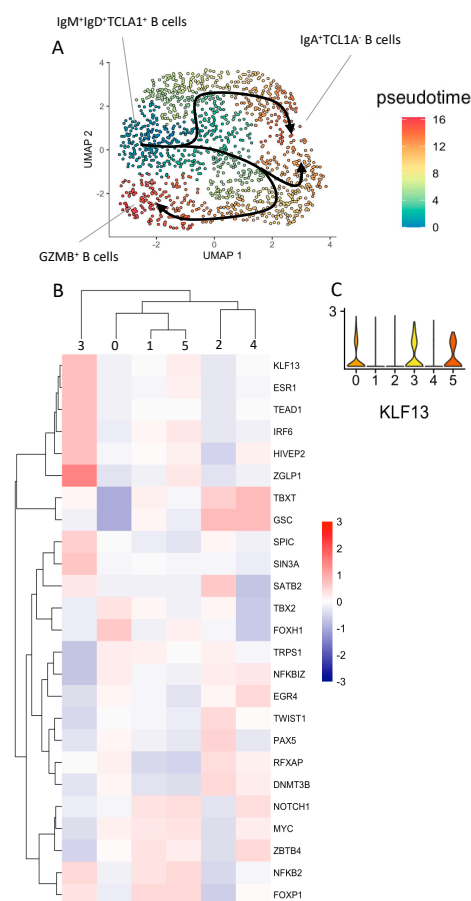 IgM⁺IgD⁺TCLA1⁺ B cells
A
IgA⁺TCL1A⁻ B cells
pseudotime
16
12
8
4
0
4
2
0
-2
UMAP 2
-2
0
2
4
UMAP 1
GZMB⁺ B cells
B
3
0
1
5
2
4
KLF13
ESR1
TEAD1
IRF6
HIVEP2
ZGLP1
TBXT
GSC
SPIC
SIN3A
SATB2
TBX2
FOXH1
TRPS1
NFKBIZ
EGR4
TWIST1
PAX5
RFXAP
DNMT3B
NOTCH1
MYC
ZBTB4
NFKB2
FOXP1
3
2
1
0
-1
-2
-3
C
3
0 1 2 3 4 5
KLF13